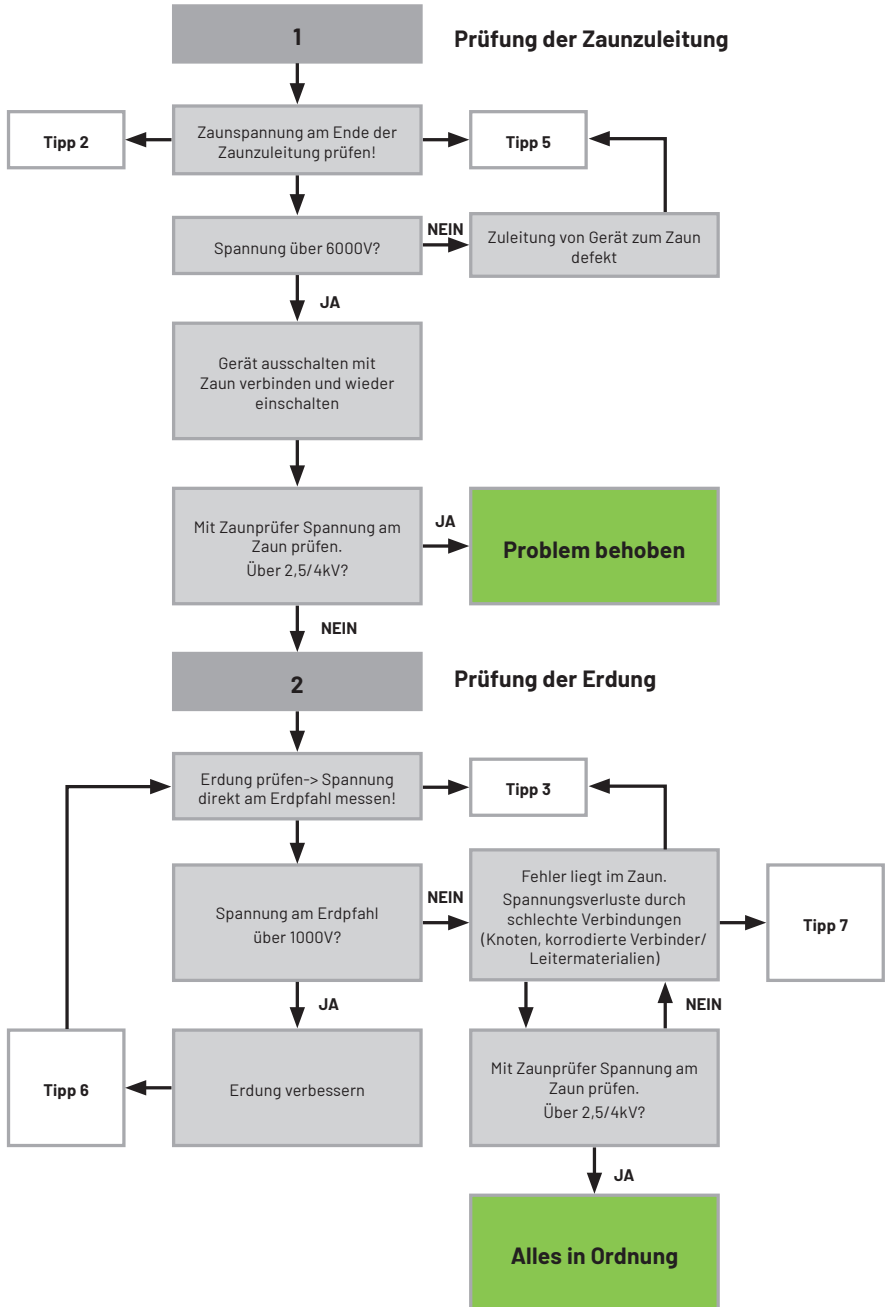 1
Prüfung der Zaunzuleitung
Tipp 2
Zaunspannung am Ende der
Zaunzuleitung prüfen!
Tipp 5
Spannung über 6000V?
NEIN
Zuleitung von Gerät zum Zaun
defekt
JA
Gerät ausschalten mit
Zaun verbinden und wieder
einschalten
Mit Zaunprüfer Spannung am
Zaun prüfen.
Über 2,5/4kV?
JA
Problem behoben
NEIN
2
Prüfung der Erdung
Erdung prüfen-> Spannung
direkt am Erdpfahl messen!
Tipp 3
Spannung am Erdpfahl
über 1000V?
NEIN
Fehler liegt im Zaun.
Spannungsverluste durch
schlechte Verbindungen
(Knoten, korrodierte Verbinder/
Leitermaterialien)
Tipp 7
JA
NEIN
Tipp 6
Erdung verbessern
Mit Zaunprüfer Spannung am
Zaun prüfen.
Über 2,5/4kV?
JA
Alles in Ordnung